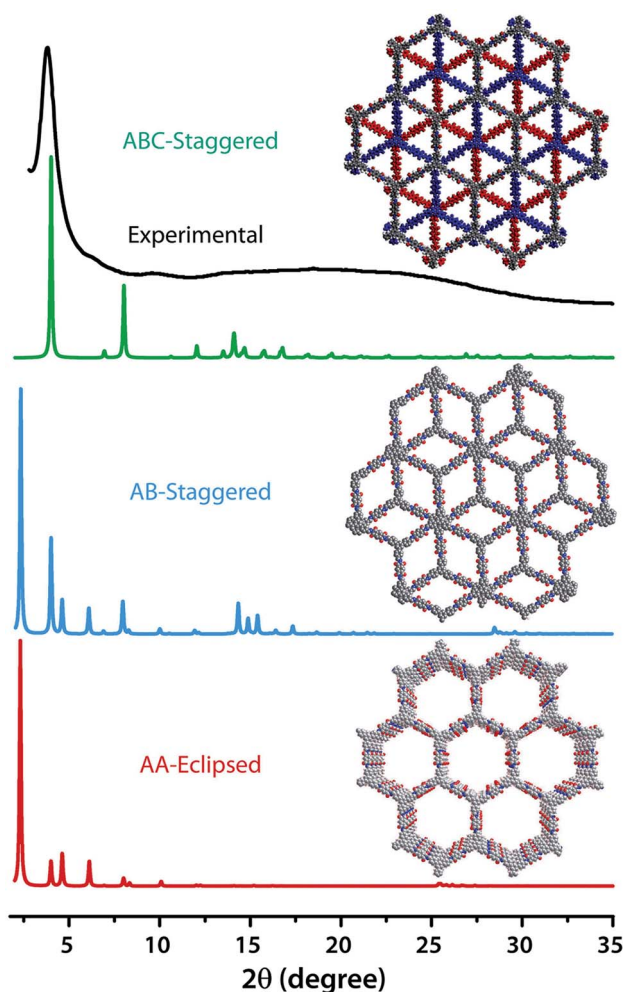 ABC-Staggered
Experimental
AB-Staggered
AA-Eclipsed
5 10 15 20 25 30 35
2θ (degree)